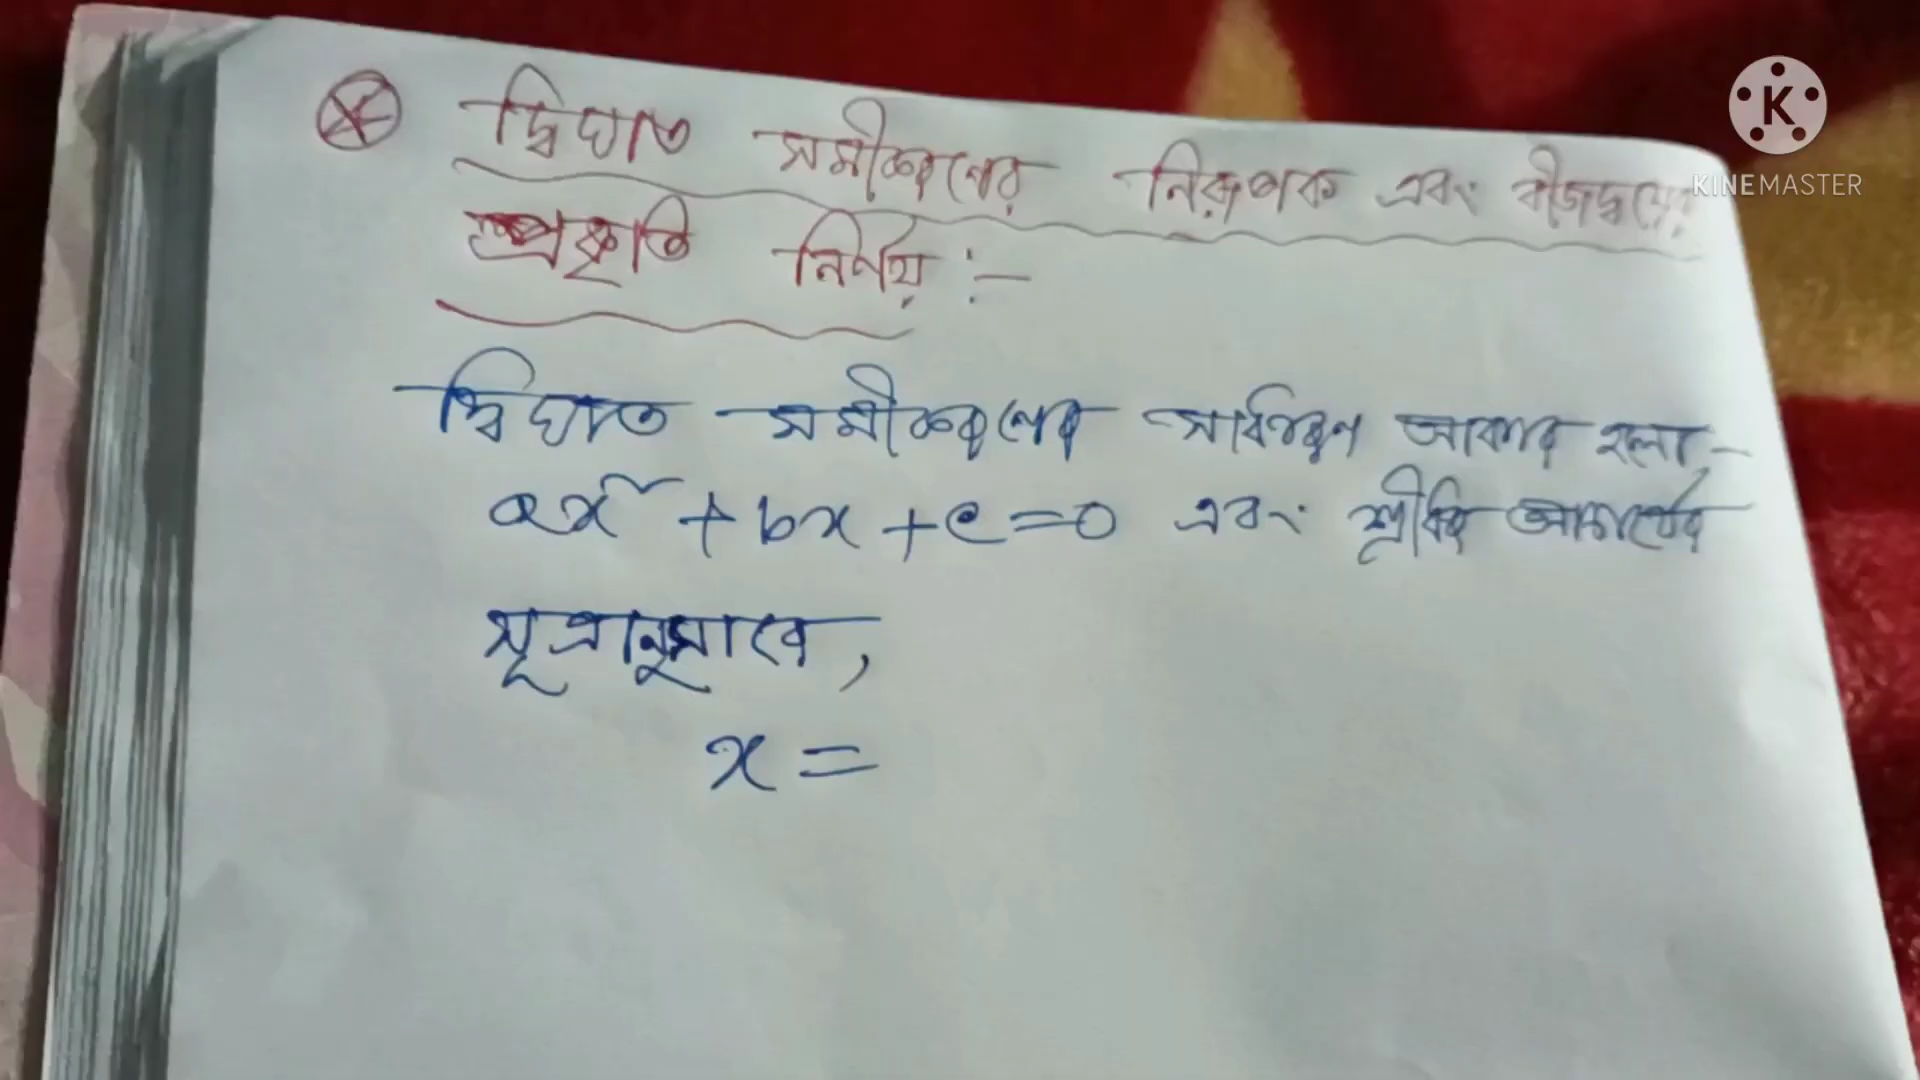 দ্বিঘাত সমীকরণের নিরূপক এবং বীজদ্বয়ের
প্রকৃতি নির্ণয় :-
দ্বিঘাত সমীকরণের সাধারণ আকার হলো,-
ax² + bx + c = 0 এবং শ্রীধর আচার্যের
সূত্রানুসারে,
x =
K
KINEMASTER